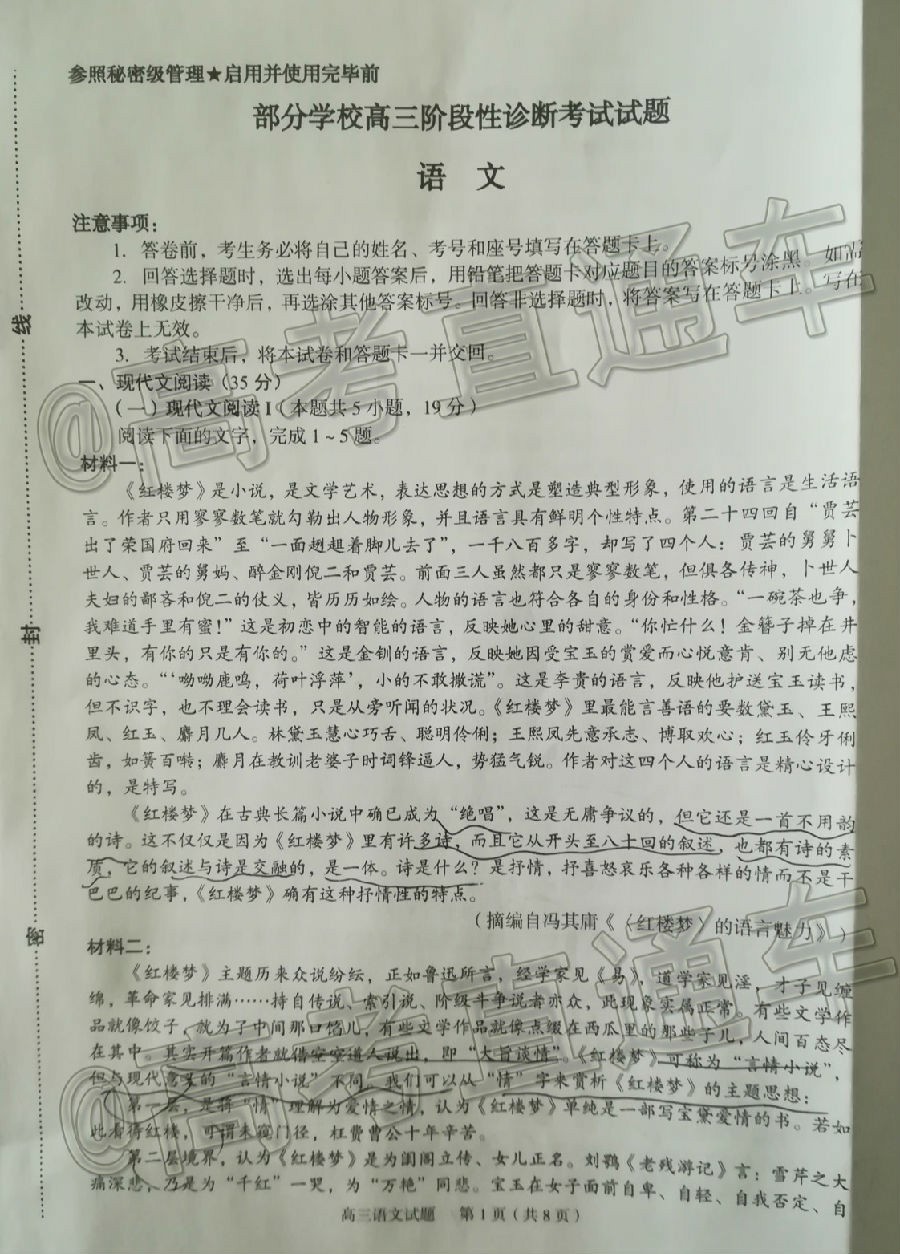 参照秘密级管理★启用并使用完毕前
部分学校高三阶段性诊断考试试题
语 文
注意事项：
1. 答卷前，考生务必将自己的姓名、考号和座号填写在答题卡上。
2. 回答选择题时，选出每小题答案后，用铅笔把答题卡对应题目的答案标号涂黑。如需
改动，用橡皮擦干净后，再选涂其他答案标号。回答非选择题时，将答案写在答题卡上。写在
本试卷上无效。
3. 考试结束后，将本试卷和答题卡一并交回。
一、现代文阅读（35 分）
（一）现代文阅读 I（本题共 5 小题，19 分）
阅读下面的文字，完成 1～5 题。
材料一：
《红楼梦》是小说，是文学艺术，表达思想的方式是塑造典型形象，使用的语言是生活语
言。作者只用寥寥数笔就勾勒出人物形象，并且语言具有鲜明个性特点。第二十四回自“贾芸
出了荣国府回来”至“一面趔趄着脚儿去了”，一千八百多字，却写了四个人：贾芸的舅舅卜
世人、贾芸的舅妈、醉金刚倪二和贾芸。前面三人虽然都只是寥寥数笔，但俱各传神，卜世人
夫妇的鄙吝和倪二的仗义，皆历历如绘。人物的语言也符合各自的身份和性格。“一碗茶也争，
我难道手里有蜜！”这是初恋中的智能的语言，反映她心里的甜意。“你忙什么！金簪子掉在井
里头，有你的只是有你的。”这是金钏的语言，反映她因受宝玉的赏爱而心悦意肯、别无他虑
的心态。“‘呦呦鹿鸣，荷叶浮萍’，小的不敢撒谎”。这是李贵的语言，反映他护送宝玉读书，
但不识字，也不理会读书，只是从旁听闻的状况。《红楼梦》里最能言善语的要数黛玉、王熙
凤、红玉、麝月几人。林黛玉慧心巧舌、聪明伶俐；王熙凤先意承志、博取欢心；红玉伶牙俐
齿，如簧百啭；麝月在教训老婆子时词锋逼人，势猛气锐。作者对这四个人的语言是精心设计
的，是特写。
《红楼梦》在古典长篇小说中确已成为“绝唱”，这是无庸争议的，但它还是一首不用韵
的诗。这不仅仅是因为《红楼梦》里有许多诗，而且它从开头至八十回的叙述，也都有诗的素
质，它的叙述与诗是交融的，是一体。诗是什么？是抒情，抒喜怒哀乐各种各样的情而不是干
巴巴的纪事，《红楼梦》确有这种抒情性的特点。
（摘编自冯其庸《〈红楼梦〉的语言魅力》）
材料二：
《红楼梦》主题历来众说纷纭，正如鲁迅所言，经学家见《易》，道学家见淫，才子见缠
绵，革命家见排满……持自传说、索引说、阶级斗争说者亦众，此现象实属正常。有些文学作
品就像饺子，放为了中间那口馅儿，有些文学作品就像点缀在西瓜里的那些子儿，人间百态尽
在其中。其实开篇作者就借空空道人说出，即“大旨谈情”。《红楼梦》可称为“言情小说”，
但与现代意义的“言情小说”不同，我们可以从“情”字来赏析《红楼梦》的主题思想：
第一层，是将“情”理解为爱情之情，认为《红楼梦》单纯是一部写宝黛爱情的书。若如
此看待红楼，可谓未窥门径，枉费曹公十年辛苦。
第二层境界，认为《红楼梦》是为闺阁立传、女儿正名。刘鹗《老残游记》言：雪芹之大
痛深悲，乃是为“千红”一哭，为“万艳”同悲。宝玉在女子面前自卑、自轻、自我否定、自
高三语文试题 第 1 页（共 8 页）
线
封
密
@高考直通车
@高考直通车